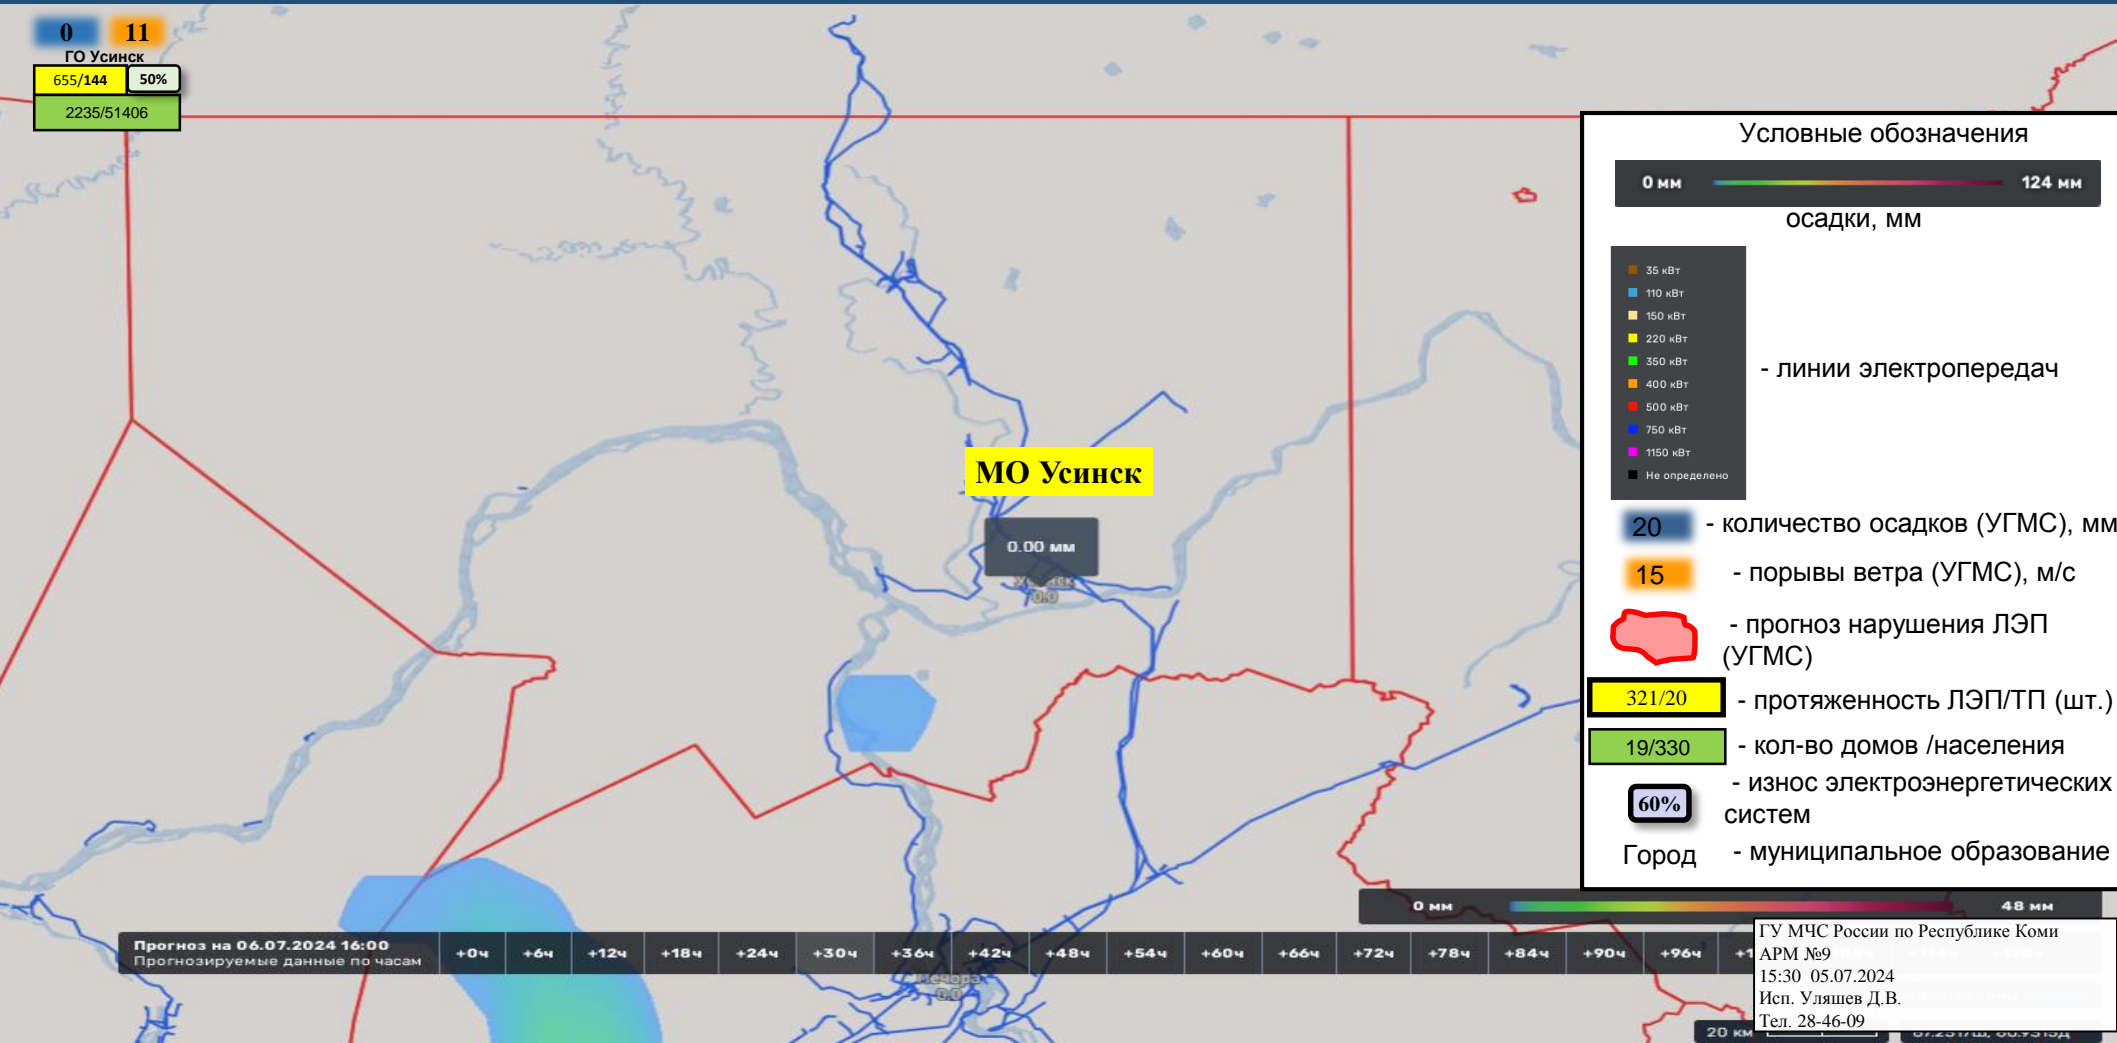 0 11
ГО Усинск
655/144 50%
2235/51406
МО Усинск
0.00 мм
0.0
Условные обозначения
0 мм 124 мм
осадки, мм
35 кВт
110 кВт
150 кВт
220 кВт
350 кВт
400 кВт
500 кВт
750 кВт
1150 кВт
Не определено
- линии электропередач
20 - количество осадков (УГМС), мм
15 - порывы ветра (УГМС), м/с
- прогноз нарушения ЛЭП
(УГМС)
321/20 - протяженность ЛЭП/ТП (шт.)
19/330 - кол-во домов /населения
60% - износ электроэнергетических
систем
Город - муниципальное образование
0 мм 48 мм
Прогноз на 06.07.2024 16:00
Прогнозируемые данные по часам
+0ч +6ч +12ч +18ч +24ч +30ч +36ч +42ч +48ч +54ч +60ч +66ч +72ч +78ч +84ч +90ч +96ч
Печора
0.0
ГУ МЧС России по Республике Коми
АРМ №9
15:30 05.07.2024
Исп. Уляшев Д.В.
Тел. 28-46-09
20 км